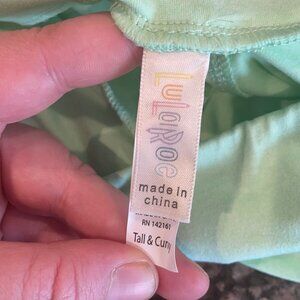 LuLaRoe
made in
china
RN 142161
Tall & Curvy